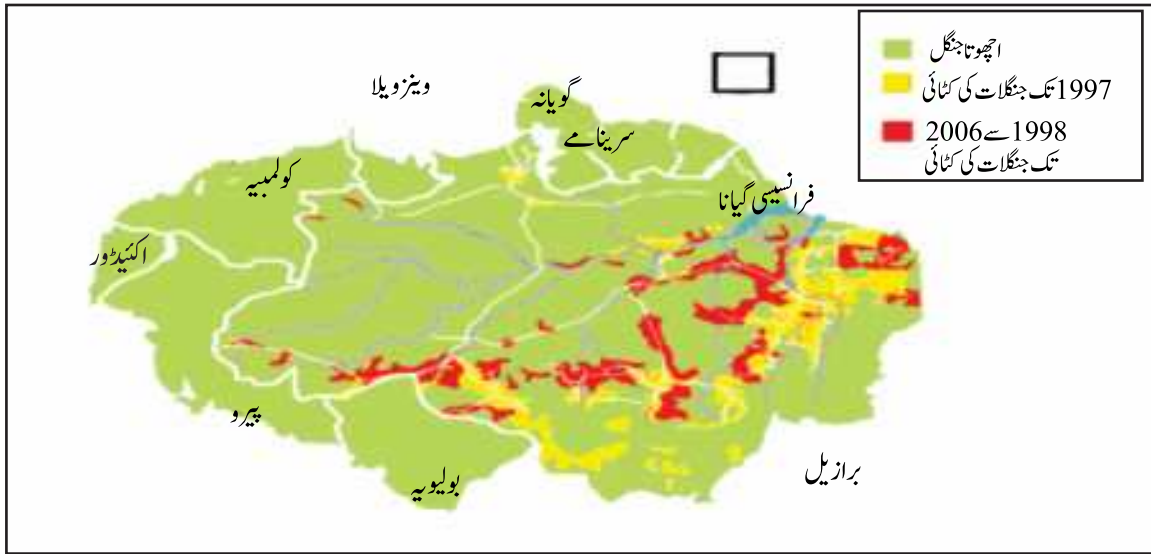 اچھوتا جنگل
1997 تک جنگلات کی کٹائی
1998 سے 2006
تک جنگلات کی کٹائی
وینزویلا
گویانہ
سرینامے
کولمبیہ
فرانسیسی گیانا
اکئیڈور
پیرو
بولیویہ
برازیل